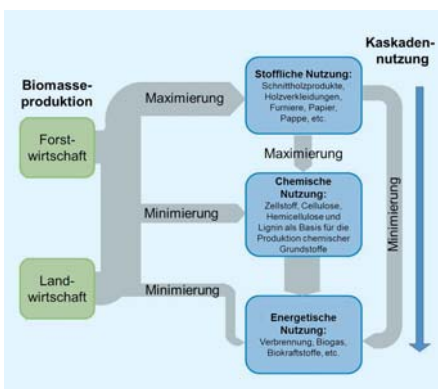 Kaskaden-
nutzung
Biomasse-
produktion
Forst-
wirtschaft
Land-
wirtschaft
Maximierung
Minimierung
Minimierung
Stoffliche Nutzung:
Schnittholzprodukte,
Holzverkleidungen,
Furniere, Papier,
Pappe, etc.
Maximierung
Chemische
Nutzung:
Zellstoff, Cellulose,
Hemicellulose und
Lignin als Basis für die
Produktion chemischer
Grundstoffe
Energetische
Nutzung:
Verbrennung, Biogas,
Biokraftstoffe, etc.
Minimierung